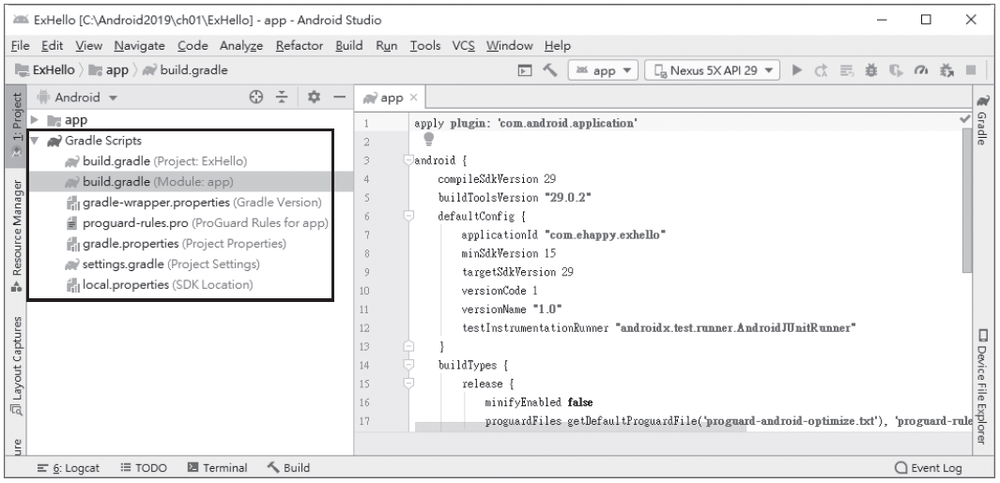 ExHello [C:\Android2019\ch01\ExHello] - app - Android Studio
File Edit View Navigate Code Analyze Refactor Build Run Tools VCS Window Help
ExHello app build.gradle
app Nexus 5X API 29
1: Project
Resource Manager
Layout Captures
ure
Android
app
Gradle Scripts
build.gradle (Project: ExHello)
build.gradle (Module: app)
gradle-wrapper.properties (Gradle Version)
proguard-rules.pro (ProGuard Rules for app)
gradle.properties (Project Properties)
settings.gradle (Project Settings)
local.properties (SDK Location)
app
1 apply plugin: 'com.android.application'
2
3 android {
4 compileSdkVersion 29
5 buildToolsVersion "29.0.2"
6 defaultConfig {
7 applicationId "com.ehappy.exhello"
8 minSdkVersion 15
9 targetSdkVersion 29
10 versionCode 1
11 versionName "1.0"
12 testInstrumentationRunner "androidx.test.runner.AndroidJUnitRunner"
13 }
14 buildTypes {
15 release {
16 minifyEnabled false
17 proguardFiles getDefaultProguardFile('proguard-android-optimize.txt'), 'proguard-rule
Gradle
Device File Explorer
6: Logcat TODO Terminal Build Event Log